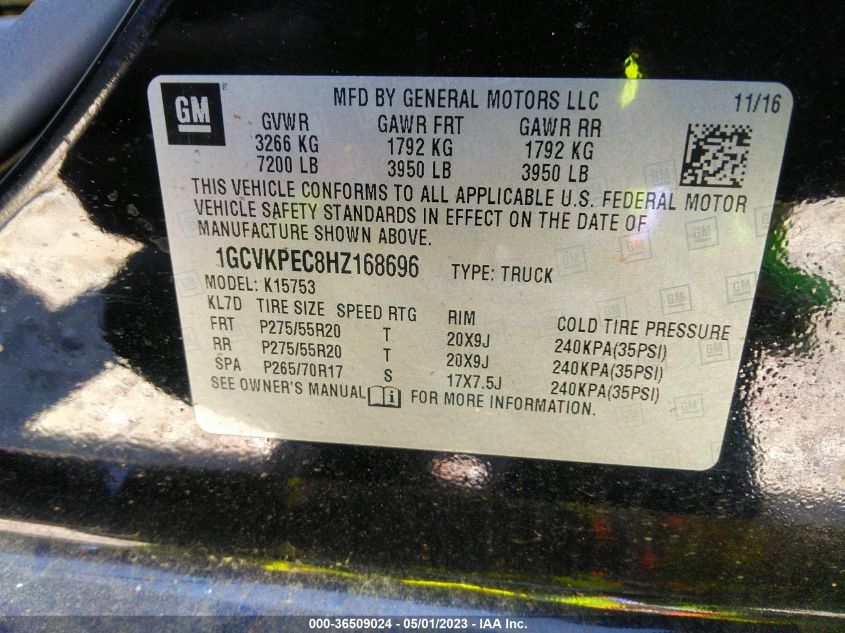 GM ® MFD BY GENERAL MOTORS LLC 11/16
GVWR GAWR FRT GAWR RR
3266 KG 1792 KG 1792 KG
7200 LB 3950 LB 3950 LB
THIS VEHICLE CONFORMS TO ALL APPLICABLE U.S. FEDERAL MOTOR
VEHICLE SAFETY STANDARDS IN EFFECT ON THE DATE OF
MANUFACTURE SHOWN ABOVE.
1GCVKPEC8HZ168696 TYPE: TRUCK
MODEL: K15753
KL7D TIRE SIZE SPEED RTG RIM COLD TIRE PRESSURE
FRT P275/55R20 T 20X9J 240KPA(35PSI)
RR P275/55R20 T 20X9J 240KPA(35PSI)
SPA P265/70R17 S 17X7.5J 240KPA(35PSI)
SEE OWNER'S MANUAL FOR MORE INFORMATION.
000-36509024 - 05/01/2023 - IAA Inc.